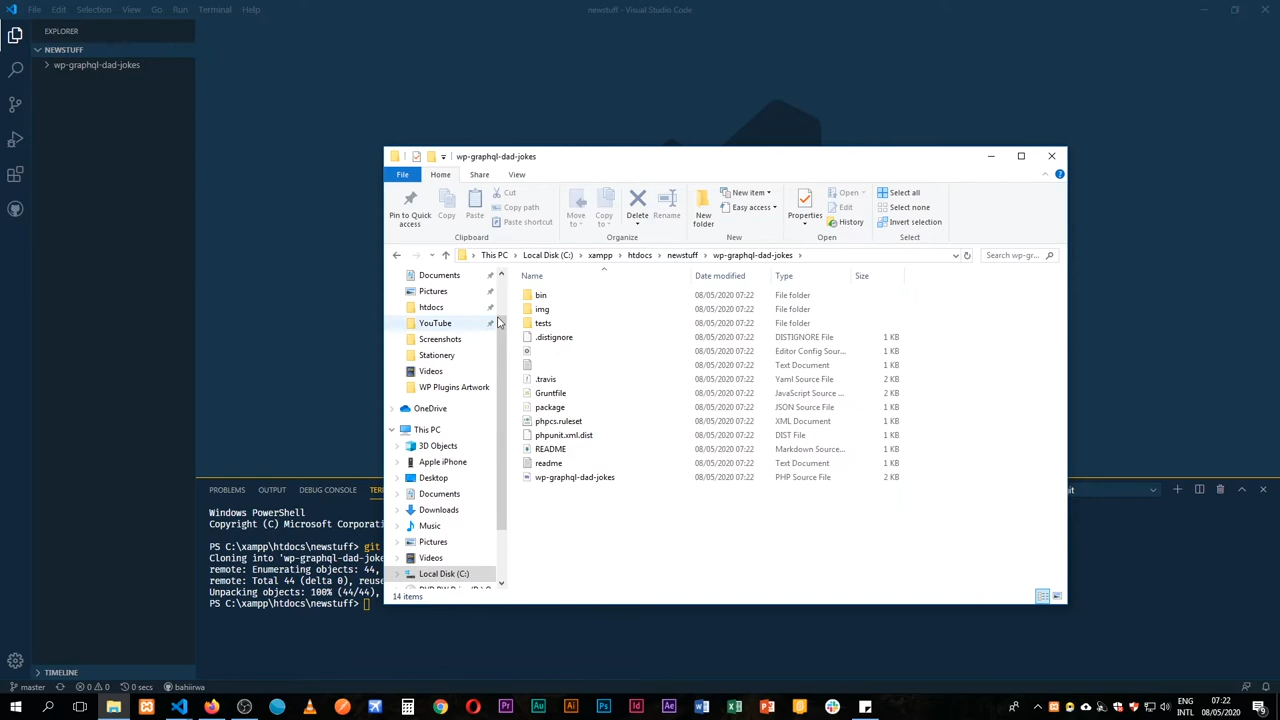 File Edit Selection View Go Run Terminal Help
newstuff - Visual Studio Code
EXPLORER
NEWSTUFF
wp-graphql-dad-jokes
wp-graphql-dad-jokes
File Home Share View
Pin to Quick access
Copy
Paste
Cut
Copy path
Paste shortcut
Clipboard
Move to
Copy to
Delete
Rename
Organize
New folder
New item
Easy access
New
Properties
Open
Edit
History
Open
Select all
Select none
Invert selection
Select
This PC > Local Disk (C:) > xampp > htdocs > newstuff > wp-graphql-dad-jokes >
Search wp-gr...
Name Date modified Type Size
Documents
Pictures
htdocs
YouTube
Screenshots
Stationery
Videos
WP Plugins Artwork
OneDrive
This PC
3D Objects
Apple iPhone
Desktop
Documents
Downloads
Music
Pictures
Videos
Local Disk (C:)
bin 08/05/2020 07:22 File folder
img 08/05/2020 07:22 File folder
tests 08/05/2020 07:22 File folder
.distignore 08/05/2020 07:22 DISTIGNORE File 1 KB
08/05/2020 07:22 Editor Config Sour... 1 KB
08/05/2020 07:22 Text Document 1 KB
.travis 08/05/2020 07:22 Yaml Source File 2 KB
Gruntfile 08/05/2020 07:22 JavaScript Source ... 2 KB
package 08/05/2020 07:22 JSON Source File 1 KB
phpcs.ruleset 08/05/2020 07:22 XML Document 1 KB
phpunit.xml.dist 08/05/2020 07:22 DIST File 1 KB
README 08/05/2020 07:22 Markdown Source... 1 KB
readme 08/05/2020 07:22 Text Document 1 KB
wp-graphql-dad-jokes 08/05/2020 07:22 PHP Source File 2 KB
14 items
PROBLEMS OUTPUT DEBUG CONSOLE
Windows PowerShell
Copyright (C) Microsoft Corporati
PS C:\xampp\htdocs\newstuff> git
Cloning into 'wp-graphql-dad-joke
remote: Enumerating objects: 44,
remote: Total 44 (delta 0), reuse
Unpacking objects: 100% (44/44),
PS C:\xampp\htdocs\newstuff>
TIMELINE
master 0 0 0 secs bahiirwa
ENG
INTL
07:22
08/05/2020